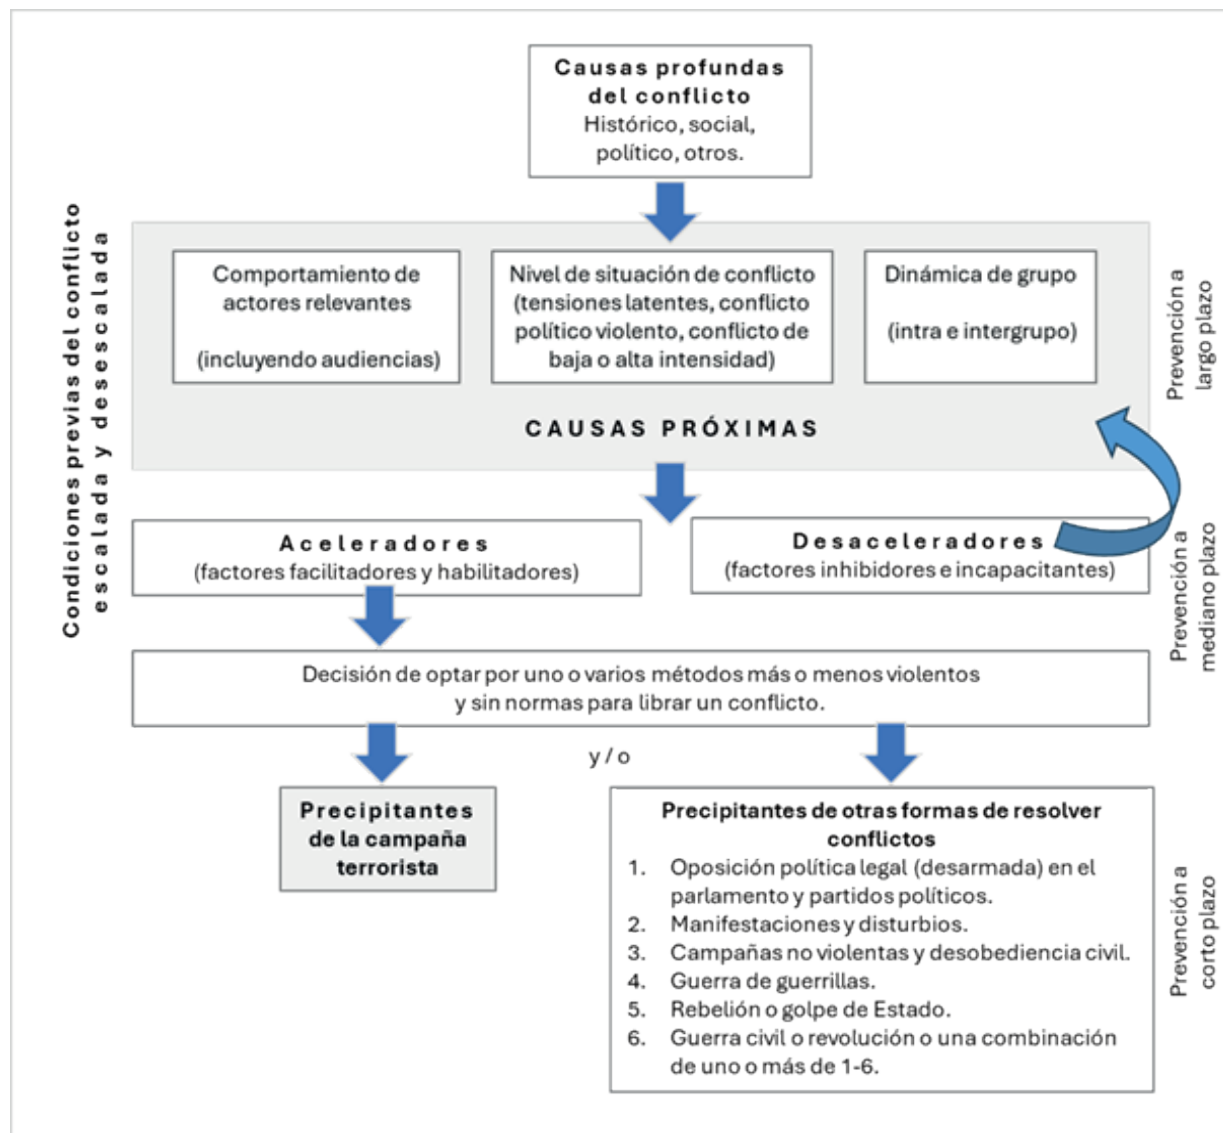 Causas profundas
del conflicto
Histórico, social,
político, otros.
Condiciones previas del conflicto
escalada y desescalada
Comportamiento de
actores relevantes
(incluyendo audiencias)
Nivel de situación de conflicto
(tensiones latentes, conflicto
político violento, conflicto de
baja o alta intensidad)
Dinámica de grupo
(intra e intergrupo)
CAUSAS PRÓXIMAS
Prevención a
largo plazo
Aceleradores
(factores facilitadores y habilitadores)
Desaceleradores
(factores inhibidores e incapacitantes)
Prevención a
mediano plazo
Decisión de optar por uno o varios métodos más o menos violentos
y sin normas para librar un conflicto.
y / o
Precipitantes
de la campaña
terrorista
Precipitantes de otras formas de resolver
conflictos
1. Oposición política legal (desarmada) en el
parlamento y partidos políticos.
2. Manifestaciones y disturbios.
3. Campañas no violentas y desobediencia civil.
4. Guerra de guerrillas.
5. Rebelión o golpe de Estado.
6. Guerra civil o revolución o una combinación
de uno o más de 1-6.
Prevención a
corto plazo